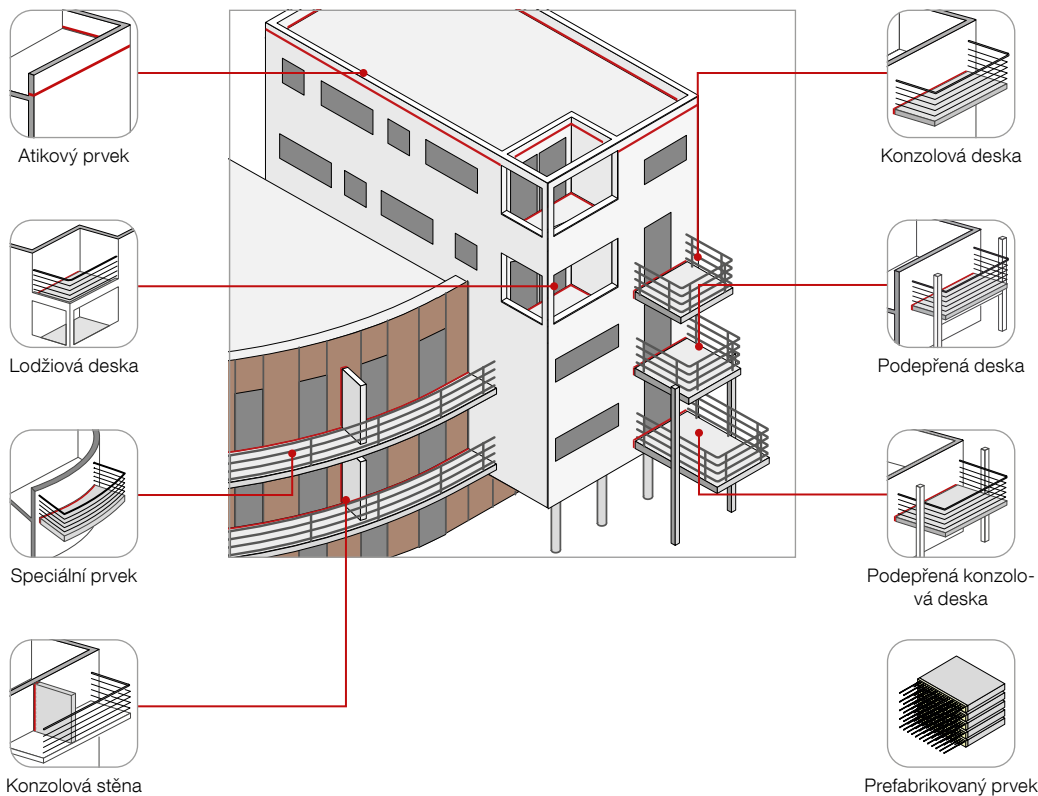 Atikový prvek
Konzolová deska
Lodžiová deska
Podepřená deska
Speciální prvek
Podepřená konzolo-
vá deska
Konzolová stěna
Prefabrikovaný prvek